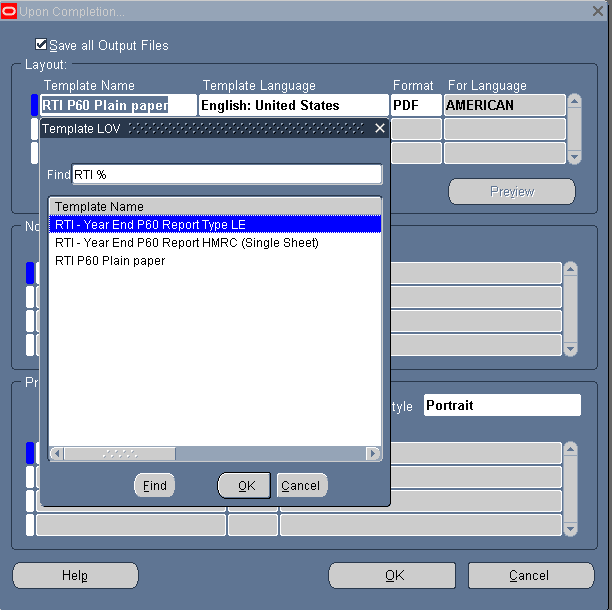 Upon Completion...
Save all Output Files
Layout:
Template Name Template Language Format For Language
RTI P60 Plain paper English: United States PDF AMERICAN
Template LOV
Find RTI %
Preview
Template Name
RTI - Year End P60 Report Type LE
RTI - Year End P60 Report HMRC (Single Sheet)
RTI P60 Plain paper
No
Pr
tyle Portrait
Find OK Cancel
Help OK Cancel